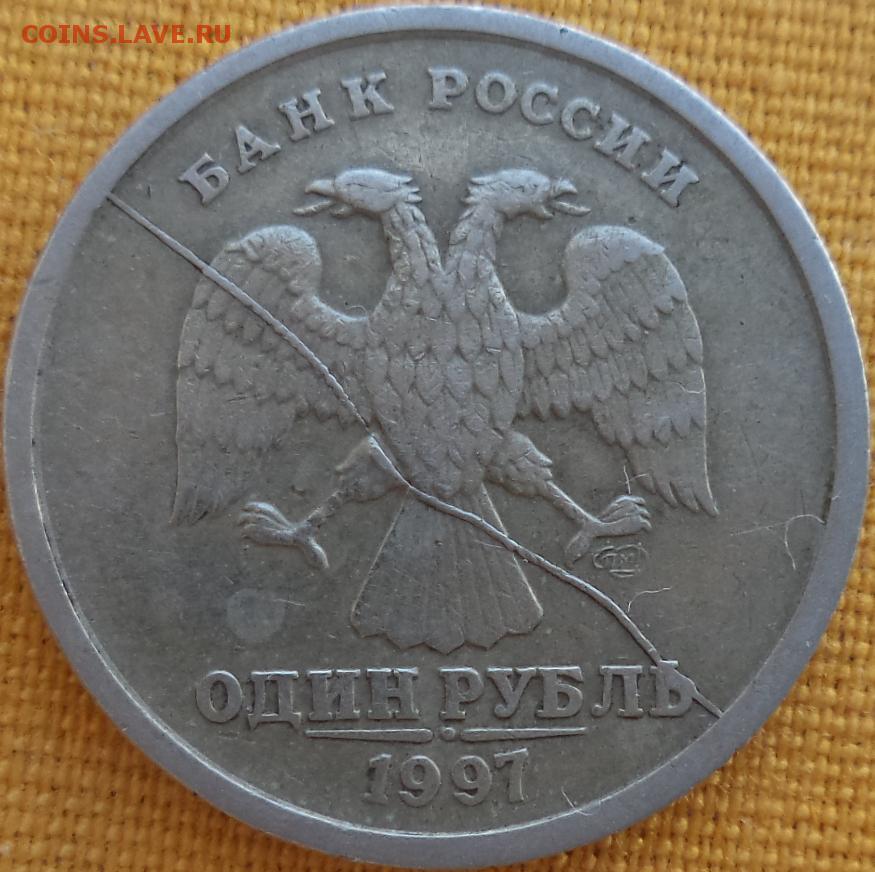 COINS.LAVE.RU
БАНК РОССИИ
ОДИН РУБЛЬ
1997